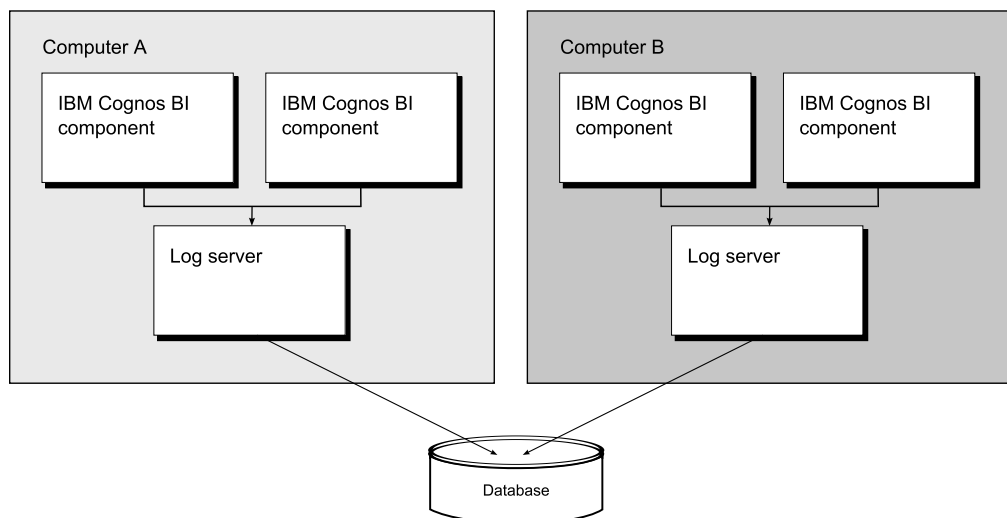 Computer A
IBM Cognos BI
component
IBM Cognos BI
component
Log server
Computer B
IBM Cognos BI
component
IBM Cognos BI
component
Log server
Database